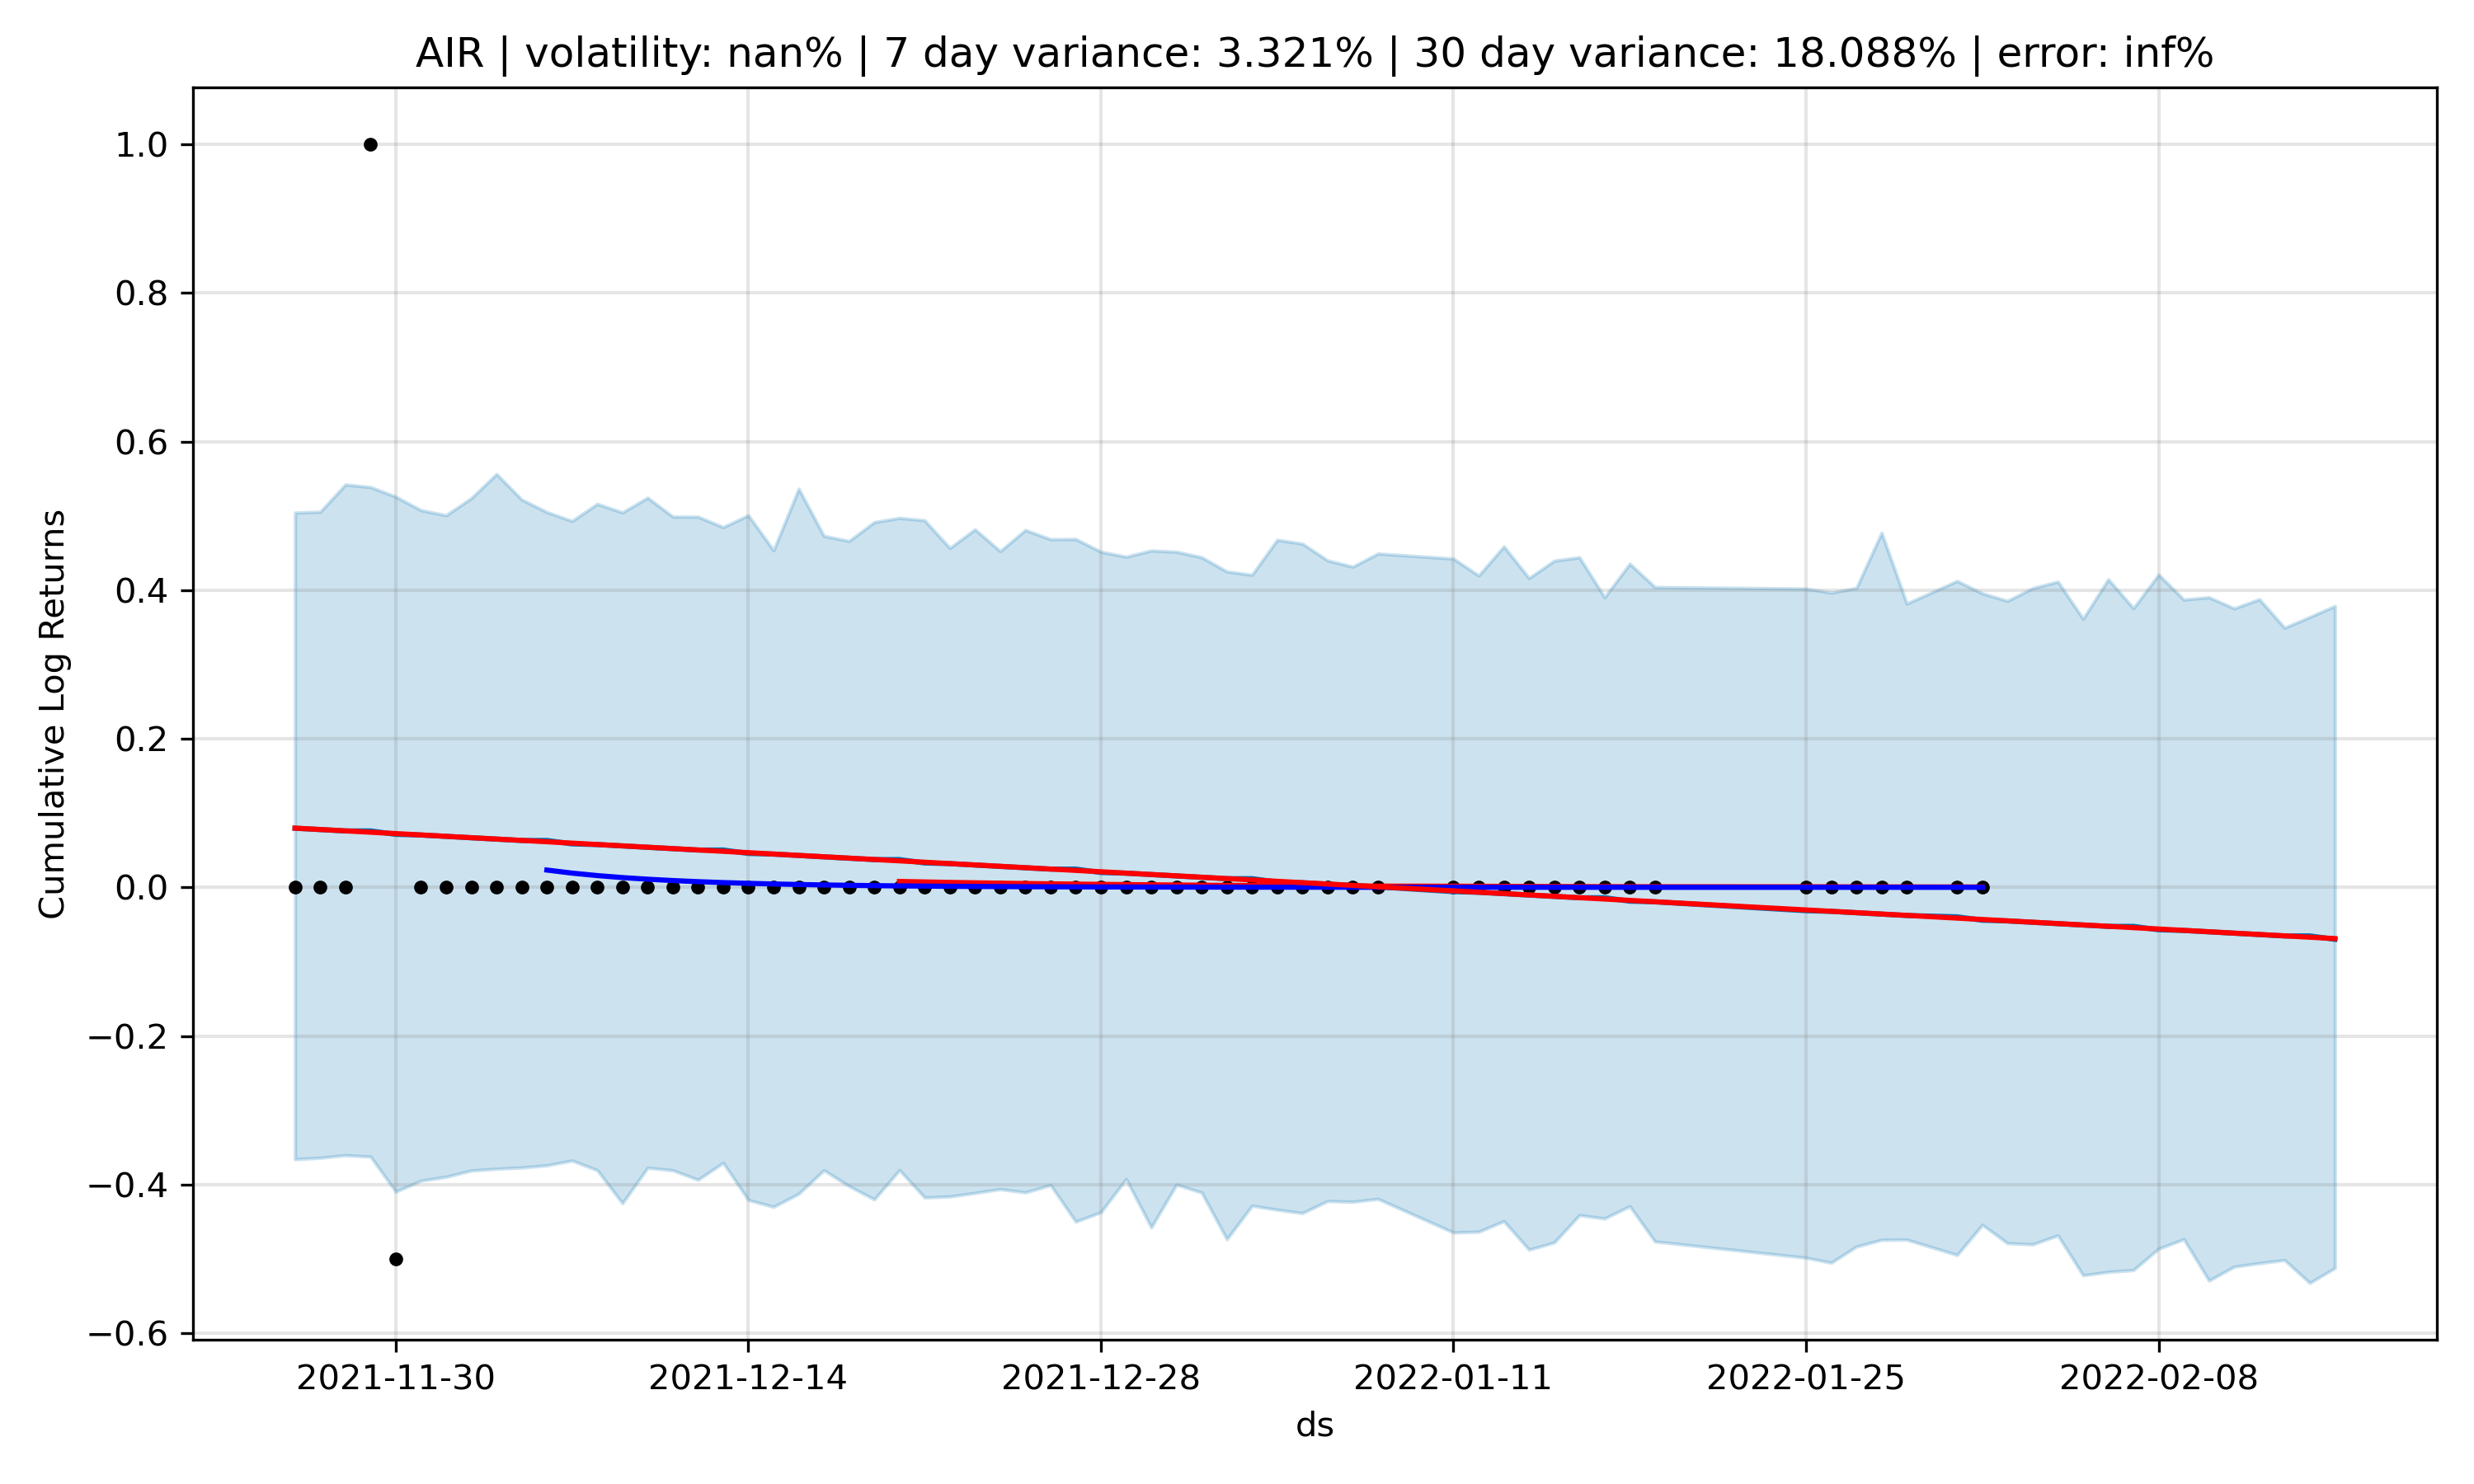 AIR | volatility: nan% | 7 day variance: 3.321% | 30 day variance: 18.088% | error: inf%
1.0
0.8
0.6
0.4
0.2
0.0
−0.2
−0.4
−0.6
Cumulative Log Returns
2021-11-30 2021-12-14 2021-12-28 2022-01-11 2022-01-25 2022-02-08
ds